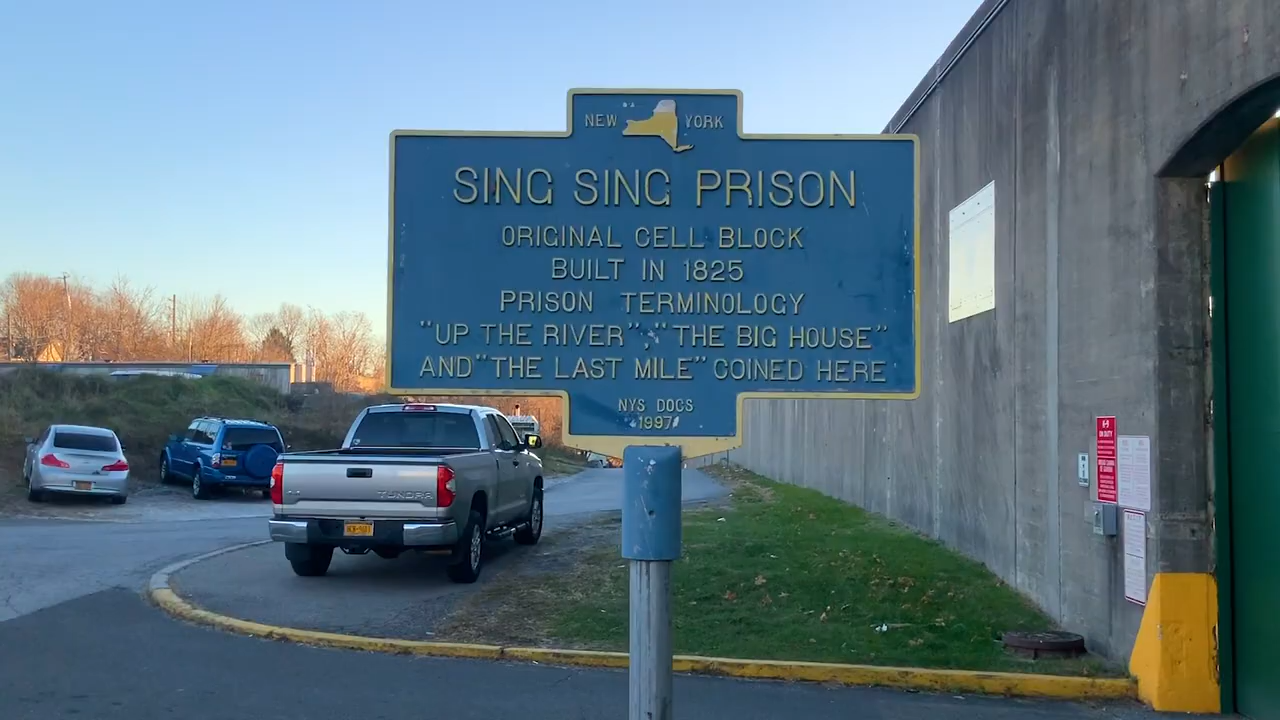 NEW YORK
SING SING PRISON
ORIGINAL CELL BLOCK
BUILT IN 1825
PRISON TERMINOLOGY
"UP THE RIVER", "THE BIG HOUSE"
AND "THE LAST MILE" COINED HERE
NYS DOCS
1997
TUNDRA